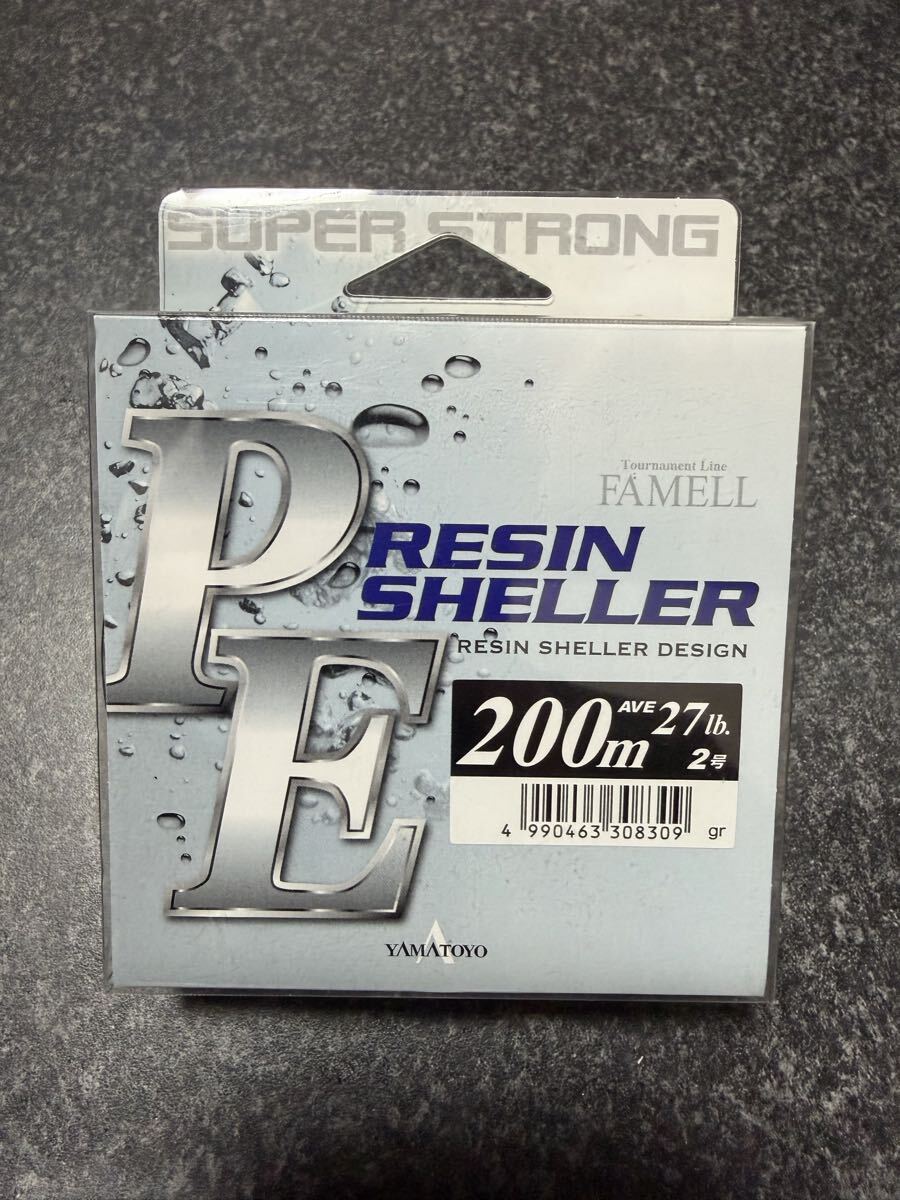 SUPER STRONG
Tournament Line
FAMELL
PE
RESIN
SHELLER
RESIN SHELLER DESIGN
200m AVE 27lb.
2号
4 990463 308309 gr
YAMATOYO